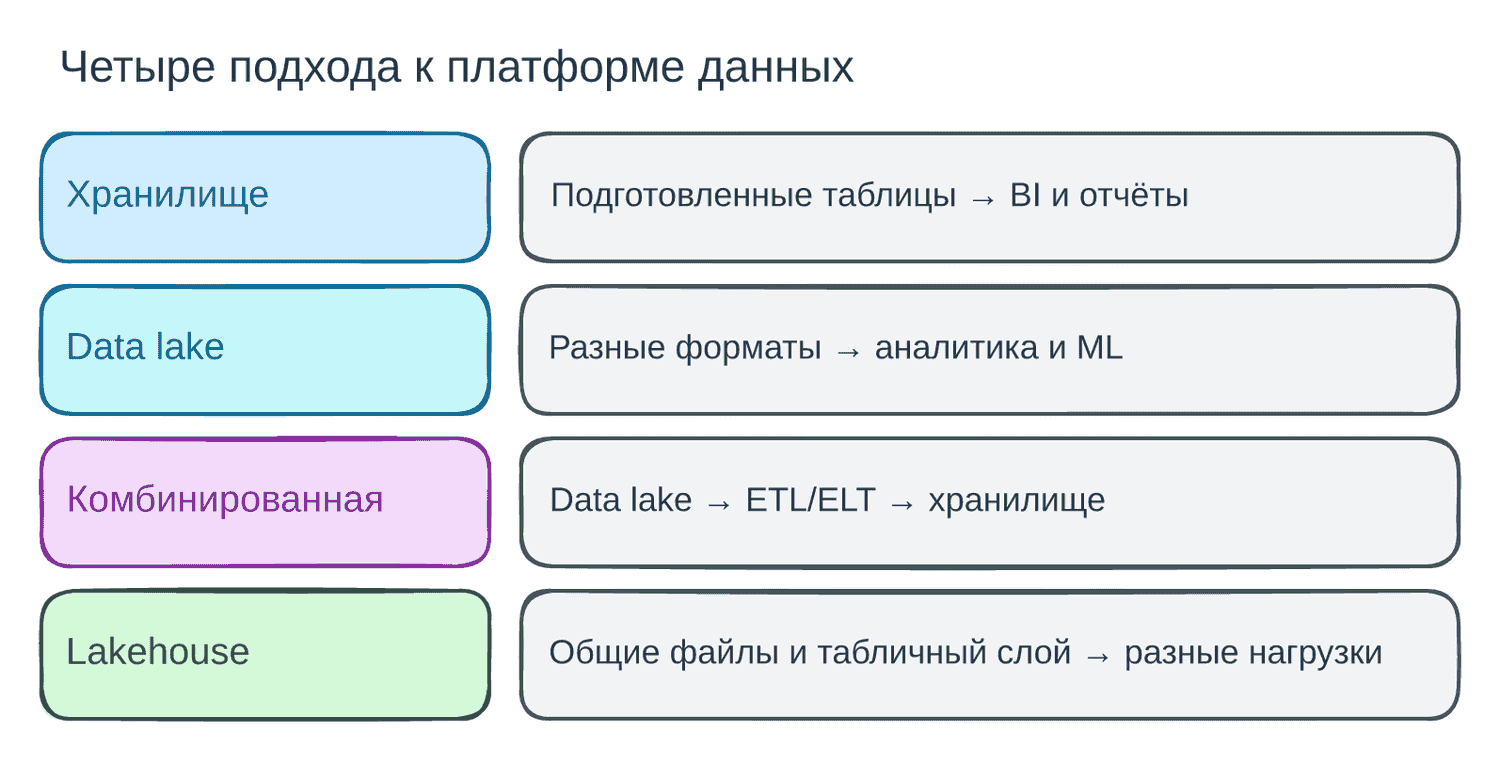 Четыре подхода к платформе данных
Хранилище
Подготовленные таблицы → BI и отчёты
Data lake
Разные форматы → аналитика и ML
Комбинированная
Data lake → ETL/ELT → хранилище
Lakehouse
Общие файлы и табличный слой → разные нагрузки